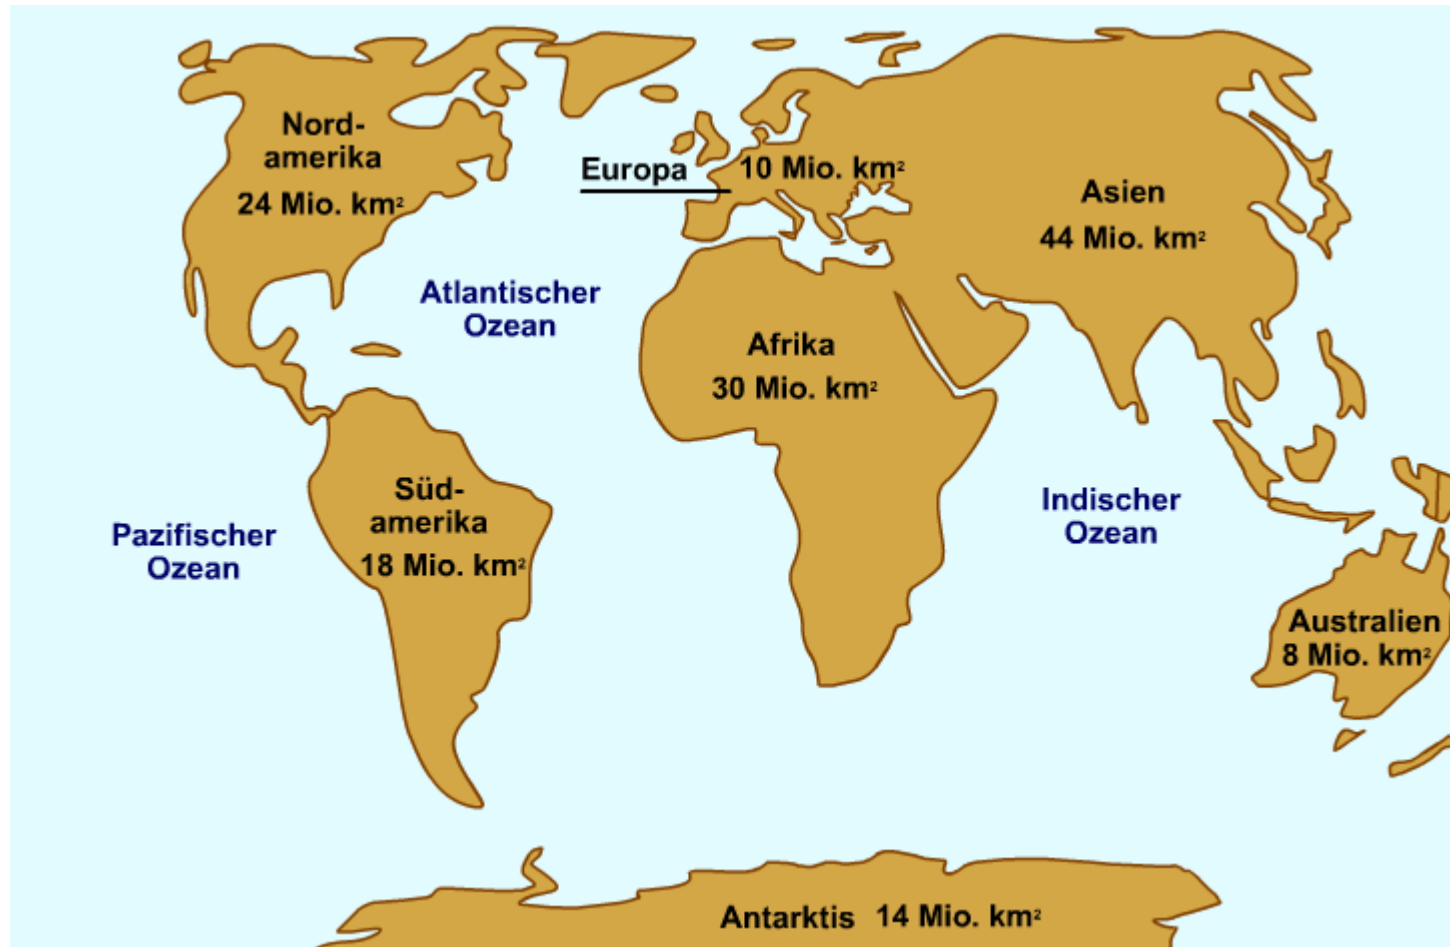 Nord-
amerika
24 Mio. km²
Europa
10 Mio. km²
Asien
44 Mio. km²
Atlantischer
Ozean
Afrika
30 Mio. km²
Süd-
amerika
18 Mio. km²
Pazifischer
Ozean
Indischer
Ozean
Australien
8 Mio. km²
Antarktis 14 Mio. km²